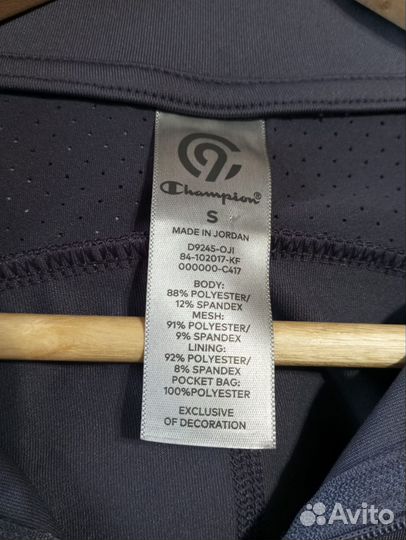 C9
Champion®
S
MADE IN JORDAN
D9245-OJI
84-102017-KF
000000-C417
BODY:
88% POLYESTER/
12% SPANDEX
MESH:
91% POLYESTER/
9% SPANDEX
LINING:
92% POLYESTER/
8% SPANDEX
POCKET BAG:
100%POLYESTER
EXCLUSIVE
OF DECORATION
Avito